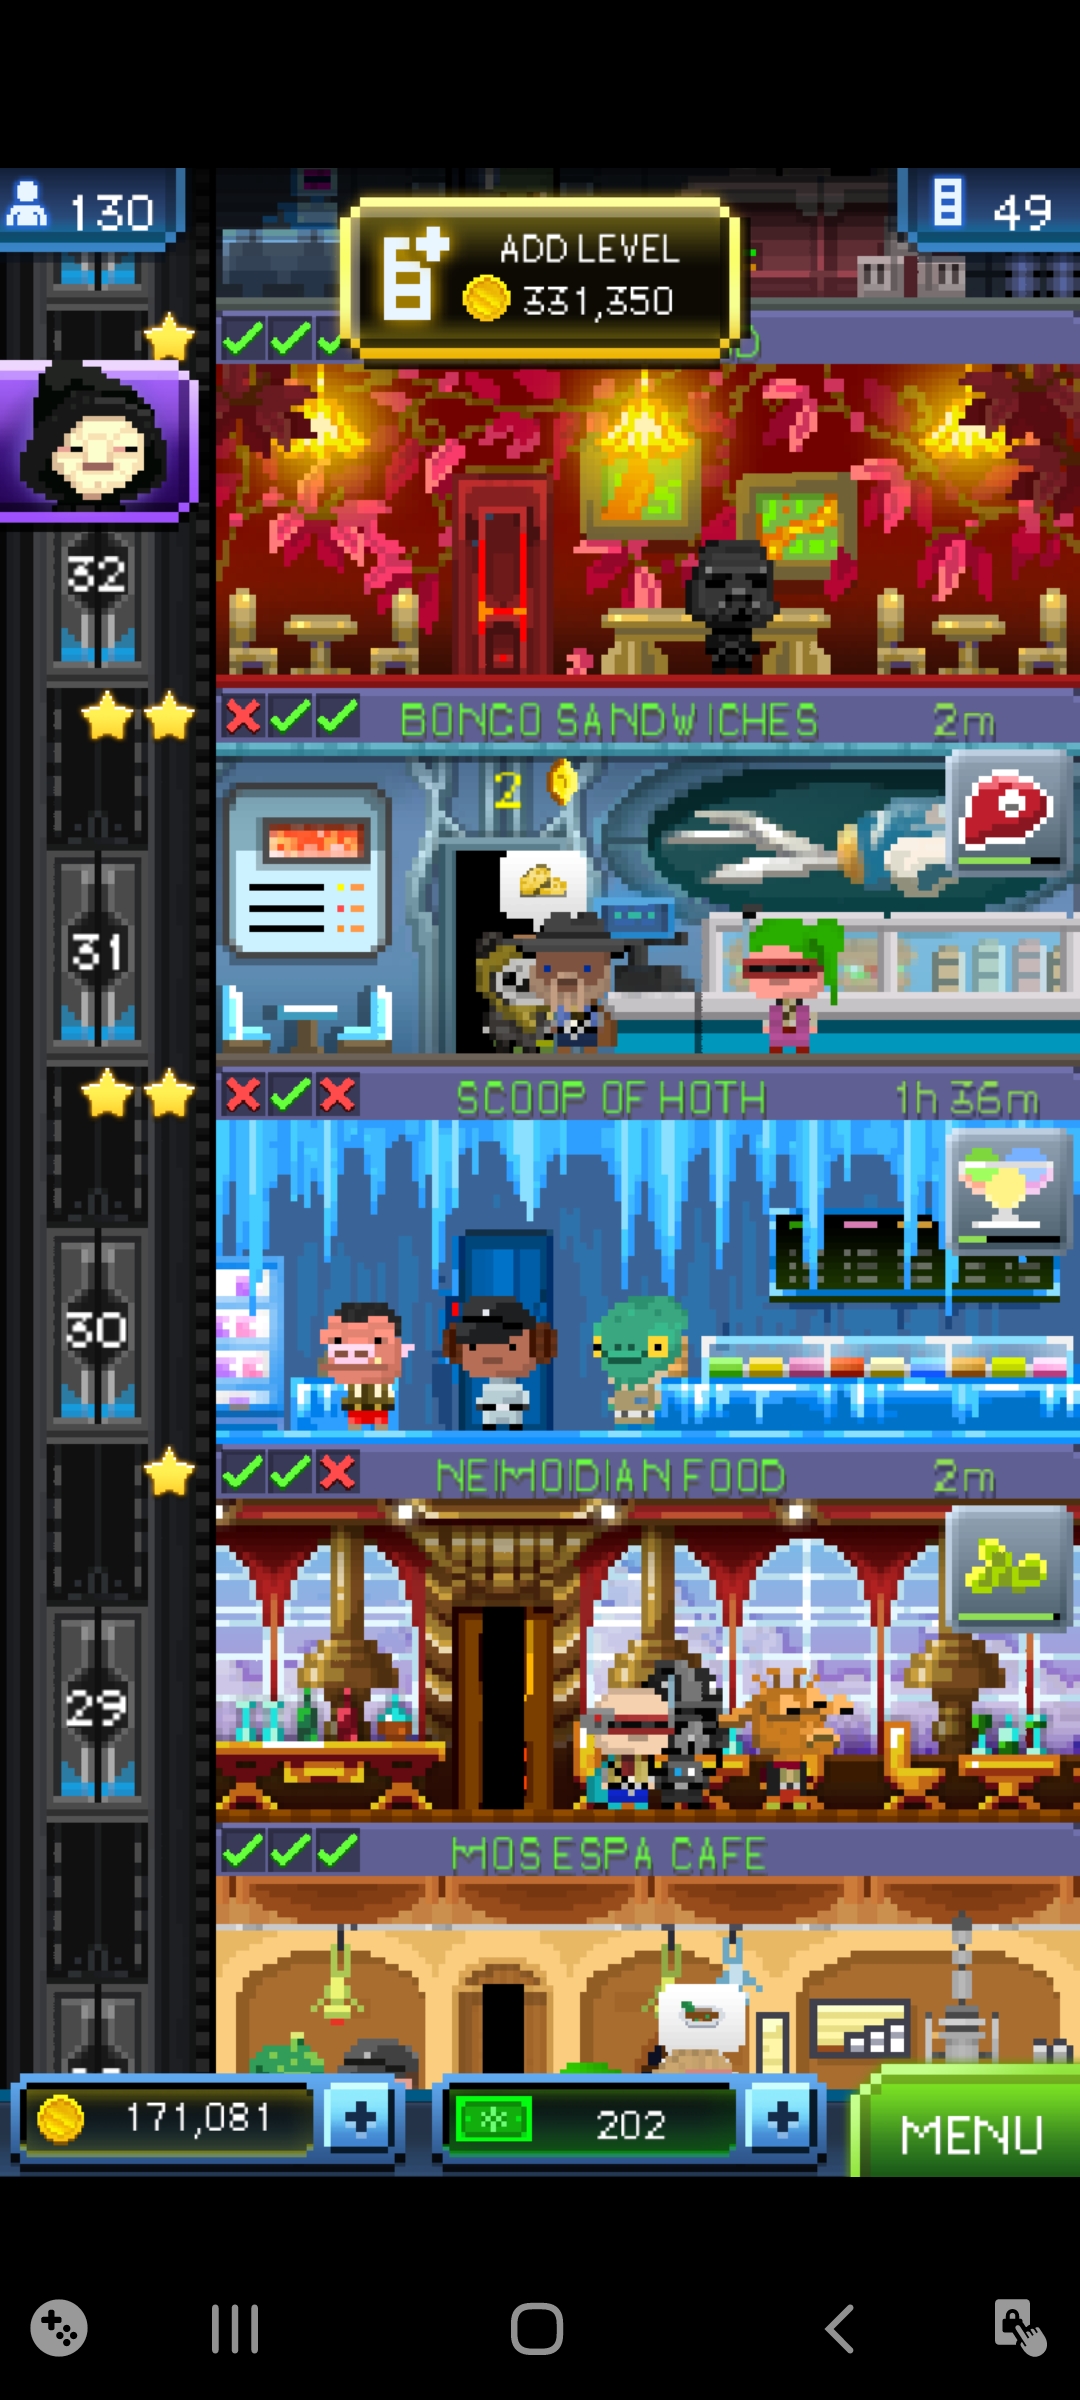 130
49
ADD LEVEL
331,350
32
BONGO SANDWICHES 2m
2
31
SCOOP OF HOTH 1h 36m
30
NEIMOIDIAN FOOD 2m
29
MOS ESPA CAFE
171,081
202
MENU